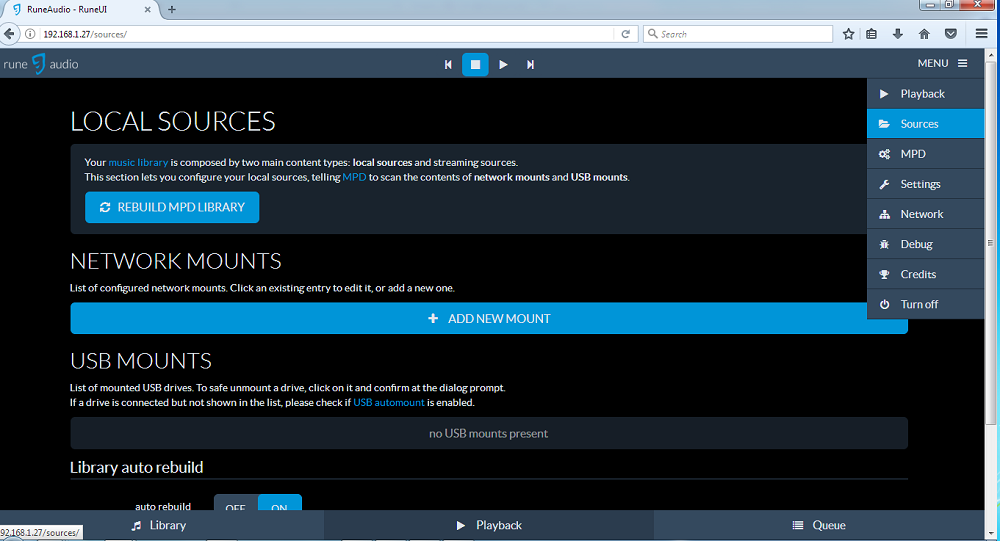 RuneAudio - RuneUI
192.168.1.27/sources/
Search
rune audio
MENU
Playback
Sources
MPD
Settings
Network
Debug
Credits
Turn off
LOCAL SOURCES
Your music library is composed by two main content types: local sources and streaming sources.
This section lets you configure your local sources, telling MPD to scan the contents of network mounts and USB mounts.
REBUILD MPD LIBRARY
NETWORK MOUNTS
List of configured network mounts. Click an existing entry to edit it, or add a new one.
ADD NEW MOUNT
USB MOUNTS
List of mounted USB drives. To safe unmount a drive, click on it and confirm at the dialog prompt.
If a drive is connected but not shown in the list, please check if USB automount is enabled.
no USB mounts present
Library auto rebuild
auto rebuild OFF ON
Library Playback Queue
92.168.1.27/sources/